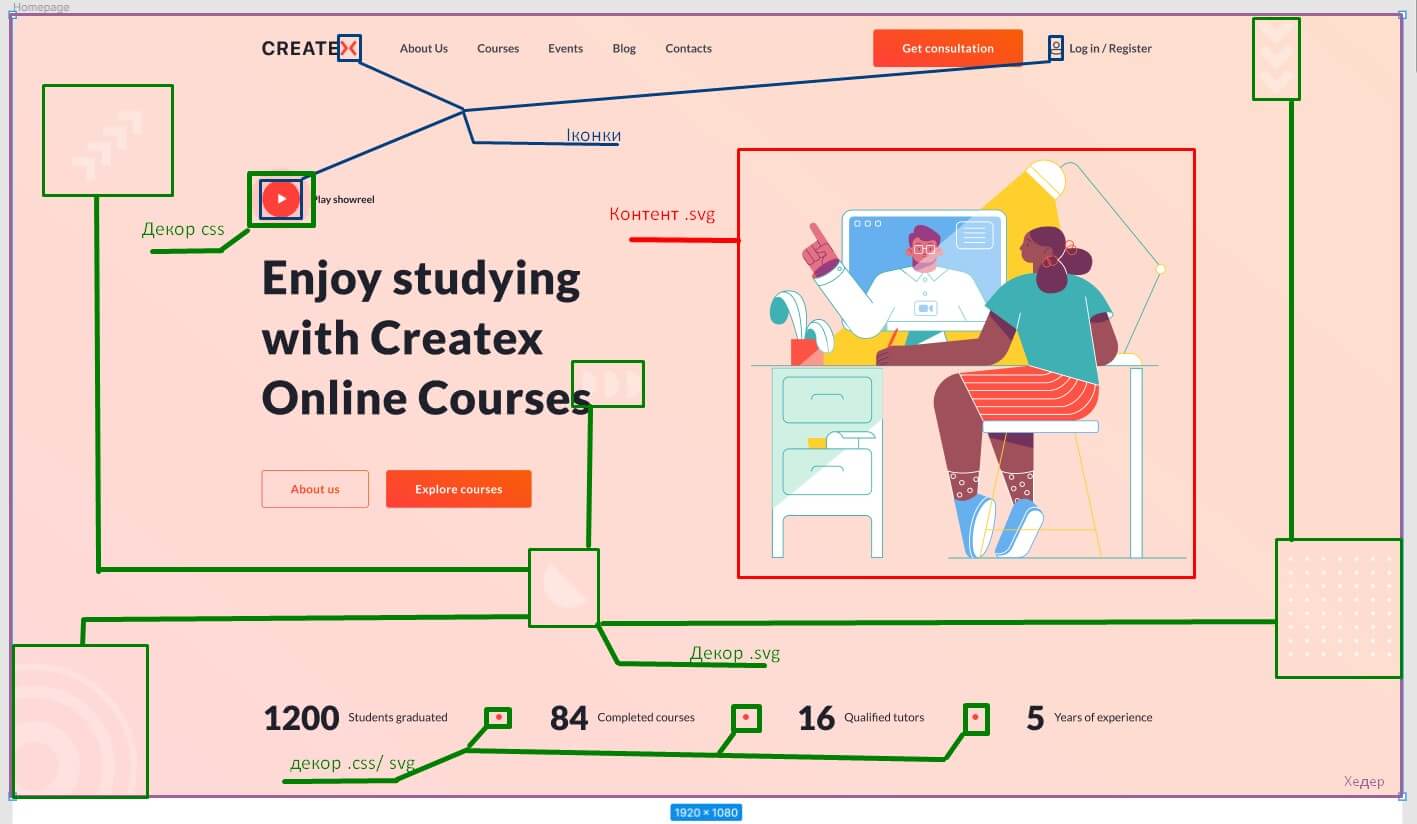 Homepage
CREATEX
About Us
Courses
Events
Blog
Contacts
Get consultation
Log in / Register
Іконки
Play showreel
Контент .svg
Декор css
Enjoy studying
with Createx
Online Courses
About us
Explore courses
Декор .svg
1200 Students graduated
84 Completed courses
16 Qualified tutors
5 Years of experience
декор .css/ svg
Хедер
1920 × 1080